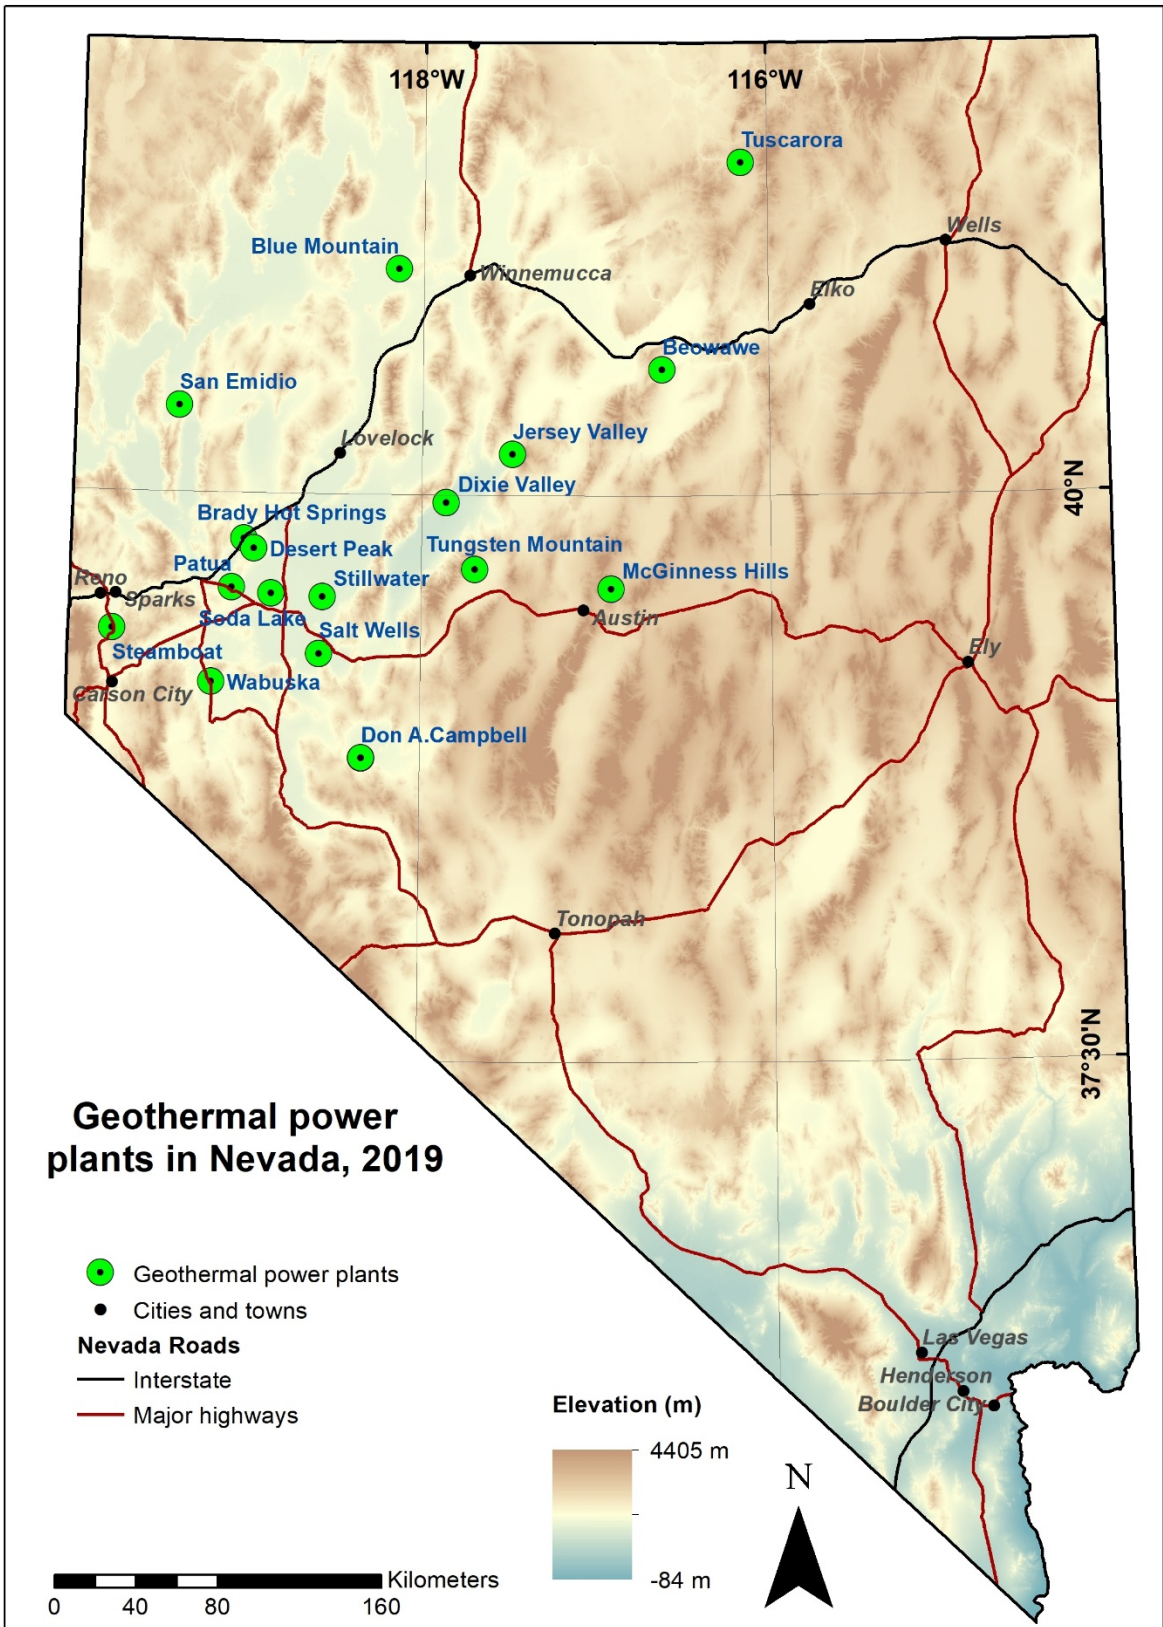 118°W
116°W
Tuscarora
Wells
Blue Mountain
Winnemucca
Elko
Beowawe
San Emidio
Jersey Valley
Lovelock
40°N
Dixie Valley
Brady Hot Springs
Desert Peak
Tungsten Mountain
Patua
Stillwater
McGinness Hills
Reno
Sparks
Soda Lake
Austin
Salt Wells
Steamboat
Ely
Wabuska
Carson City
Don A.Campbell
Tonopah
37°30'N
Geothermal power
plants in Nevada, 2019
Geothermal power plants
Cities and towns
Nevada Roads
Interstate
Major highways
Las Vegas
Henderson
Boulder City
Elevation (m)
4405 m
-84 m
N
Kilometers
0 40 80 160